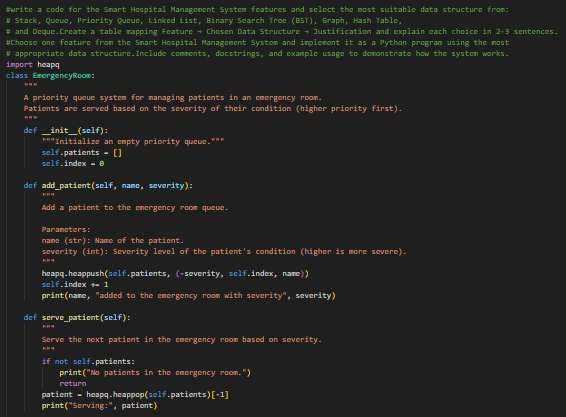 #write a code for the Smart Hospital Management System features and select the most suitable data structure from:
# Stack, Queue, Priority Queue, Linked List, Binary Search Tree (BST), Graph, Hash Table,
# and Deque.Create a table mapping Feature → Chosen Data Structure → Justification and explain each choice in 2-3 sentences.
#Choose one feature from the Smart Hospital Management System and implement it as a Python program using the most
# appropriate data structure.Include comments, docstrings, and example usage to demonstrate how the system works.
import heapq
class EmergencyRoom:
"""
A priority queue system for managing patients in an emergency room.
Patients are served based on the severity of their condition (higher priority first).
"""
def __init__(self):
"""Initialize an empty priority queue."""
self.patients = []
self.index = 0
def add_patient(self, name, severity):
"""
Add a patient to the emergency room queue.
Parameters:
name (str): Name of the patient.
severity (int): Severity level of the patient's condition (higher is more severe).
"""
heapq.heappush(self.patients, (-severity, self.index, name))
self.index += 1
print(name, "added to the emergency room with severity", severity)
def serve_patient(self):
"""
Serve the next patient in the emergency room based on severity.
"""
if not self.patients:
print("No patients in the emergency room.")
return
patient = heapq.heappop(self.patients)[-1]
print("Serving:", patient)